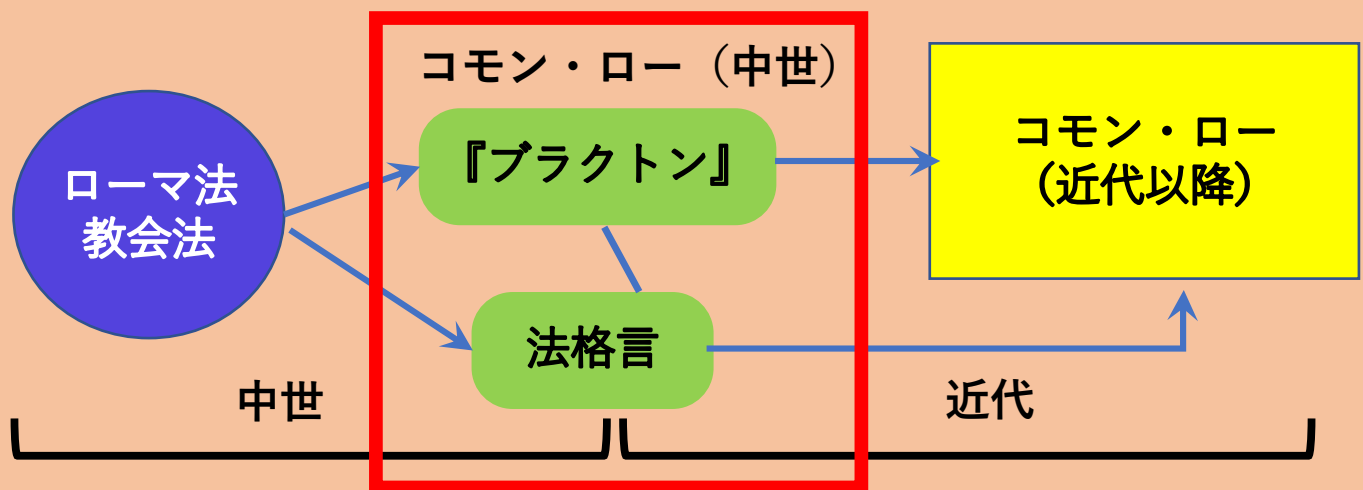 コモン・ロー（中世）
ローマ法
教会法
『ブラクトン』
法格言
コモン・ロー
（近代以降）
中世
近代